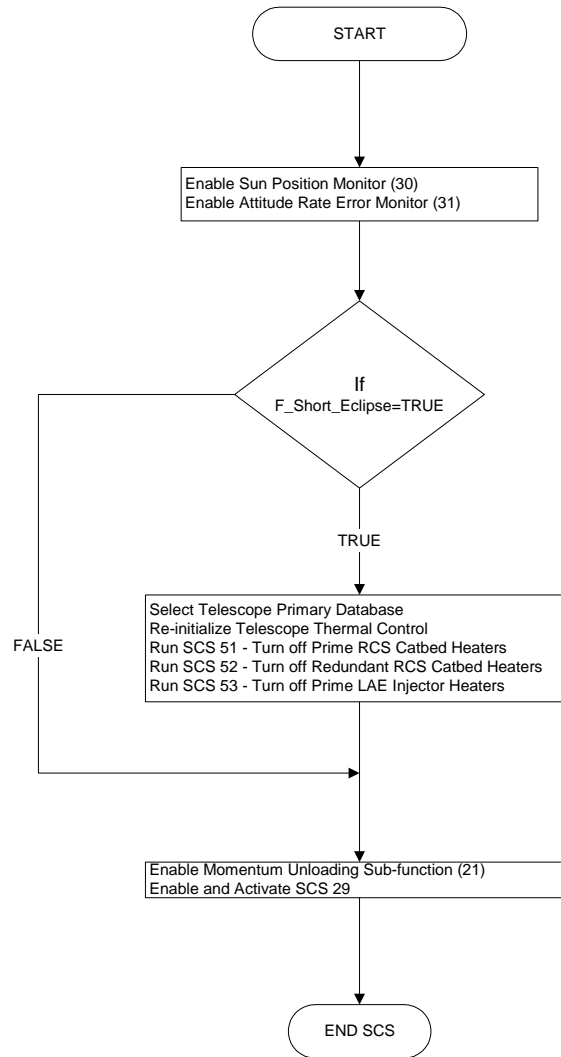 START
Enable Sun Position Monitor (30)
Enable Attitude Rate Error Monitor (31)
If
F_Short_Eclipse=TRUE
TRUE
Select Telescope Primary Database
Re-initialize Telescope Thermal Control
Run SCS 51 - Turn off Prime RCS Catbed Heaters
Run SCS 52 - Turn off Redundant RCS Catbed Heaters
Run SCS 53 - Turn off Prime LAE Injector Heaters
FALSE
Enable Momentum Unloading Sub-function (21)
Enable and Activate SCS 29
END SCS